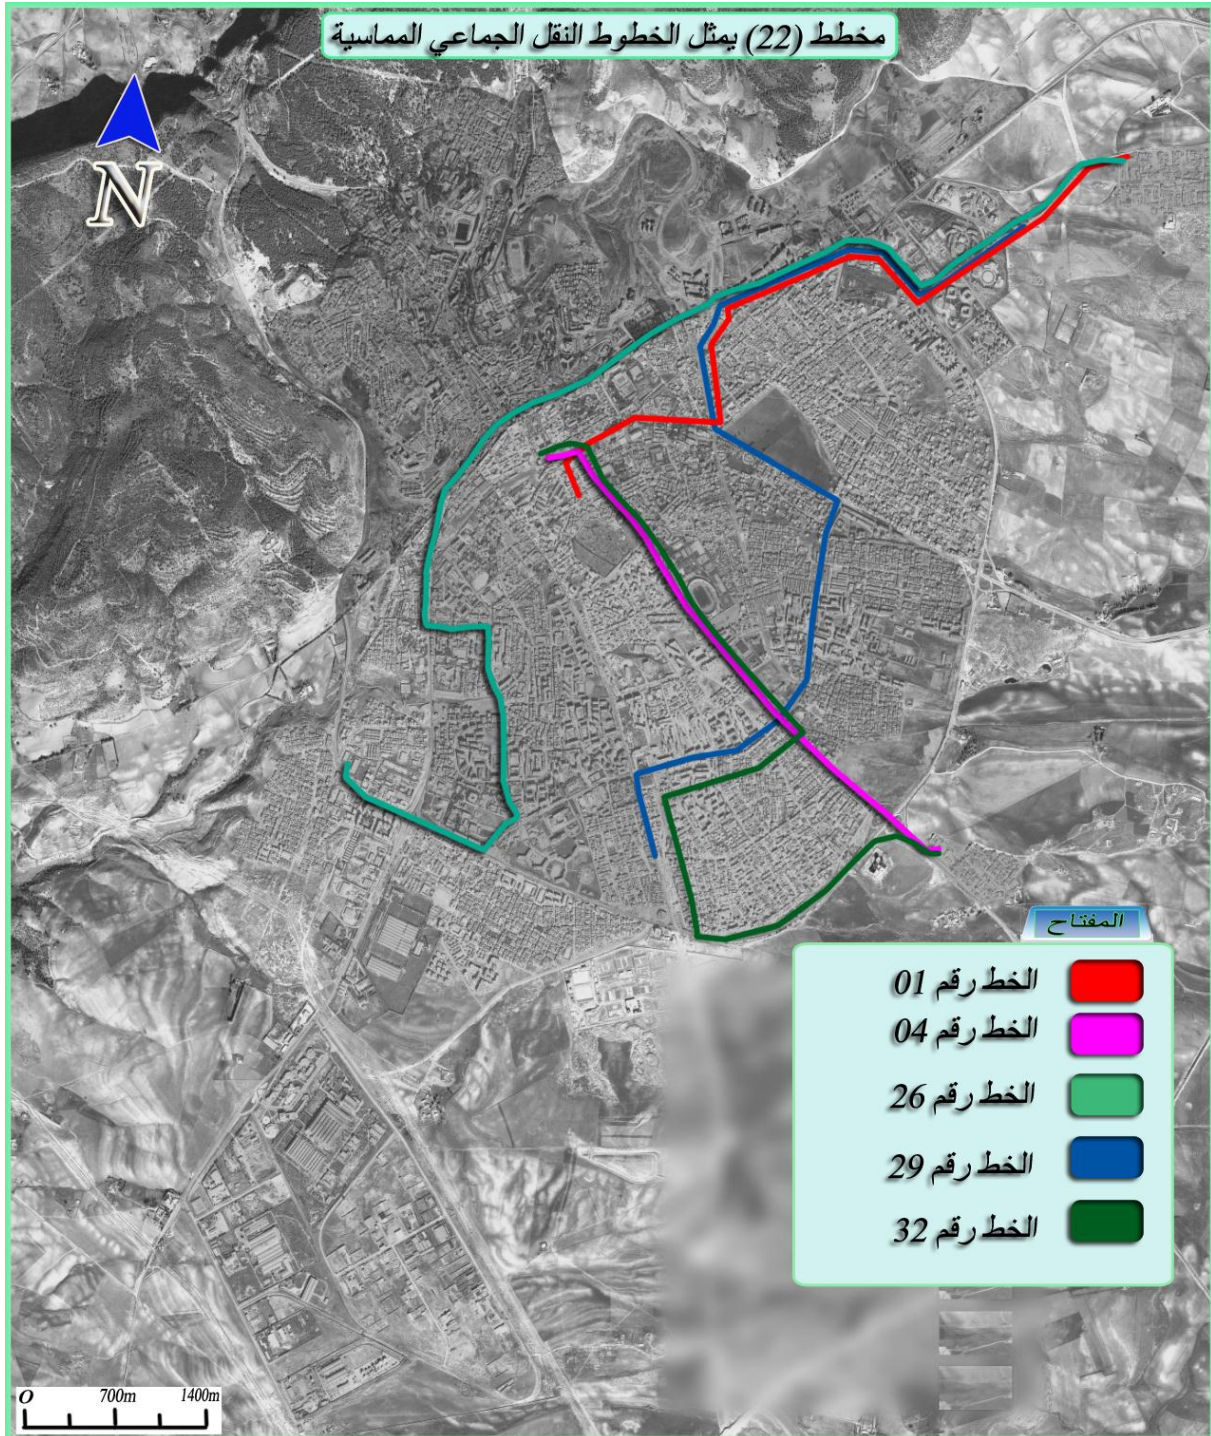 مخطط (22) يمثل الخطوط النقل الجماعي المماسية
N
المفتاح
الخط رقم 01
الخط رقم 04
الخط رقم 26
الخط رقم 29
الخط رقم 32
O 700m 1400m